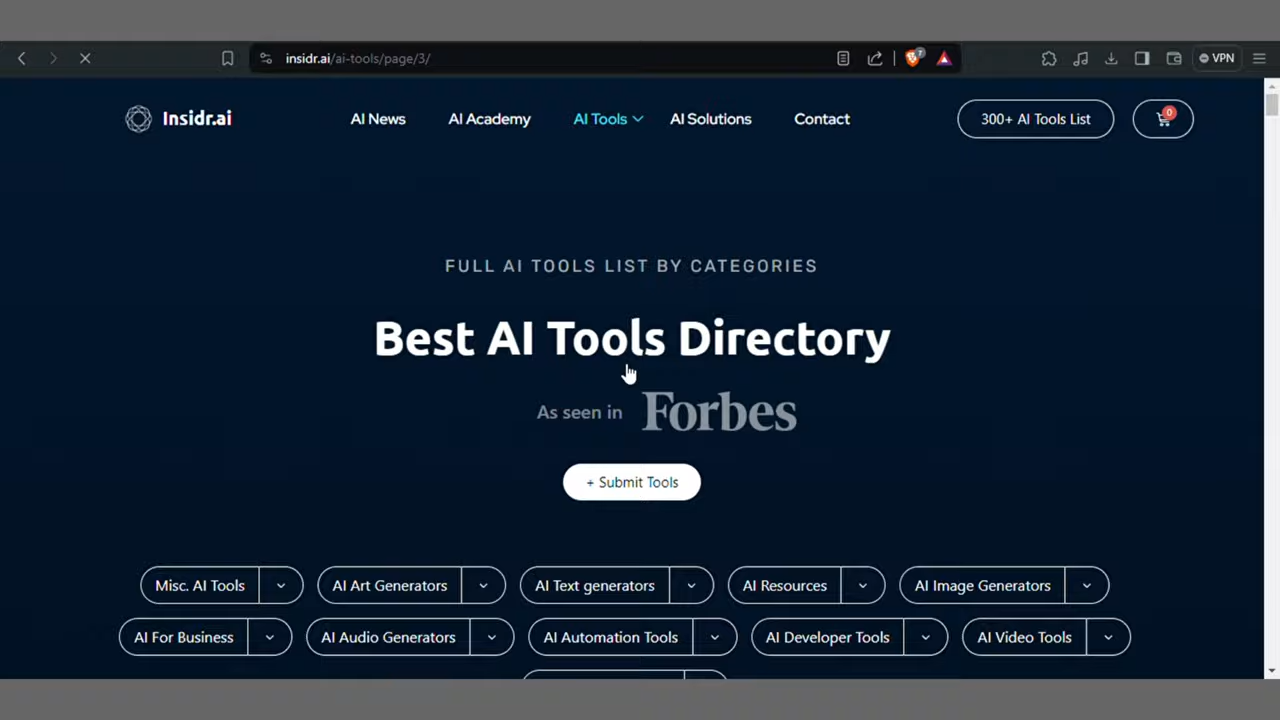 insidr.ai/ai-tools/page/3/
7
VPN
Insidr.ai
AI News
AI Academy
AI Tools
AI Solutions
Contact
300+ AI Tools List
0
FULL AI TOOLS LIST BY CATEGORIES
Best AI Tools Directory
As seen in Forbes
+ Submit Tools
Misc. AI Tools
AI Art Generators
AI Text generators
AI Resources
AI Image Generators
AI For Business
AI Audio Generators
AI Automation Tools
AI Developer Tools
AI Video Tools